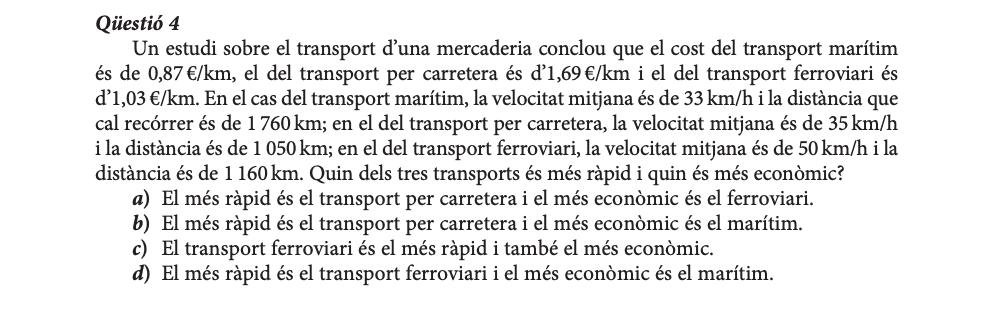 Qüestió 4
Un estudi sobre el transport d’una mercaderia conclou que el cost del transport marítim
és de 0,87 €/km, el del transport per carretera és d’1,69 €/km i el del transport ferroviari és
d’1,03 €/km. En el cas del transport marítim, la velocitat mitjana és de 33 km/h i la distància que
cal recórrer és de 1 760 km; en el del transport per carretera, la velocitat mitjana és de 35 km/h
i la distància és de 1 050 km; en el del transport ferroviari, la velocitat mitjana és de 50 km/h i la
distància és de 1 160 km. Quin dels tres transports és més ràpid i quin és més econòmic?
a) El més ràpid és el transport per carretera i el més econòmic és el ferroviari.
b) El més ràpid és el transport per carretera i el més econòmic és el marítim.
c) El transport ferroviari és el més ràpid i també el més econòmic.
d) El més ràpid és el transport ferroviari i el més econòmic és el marítim.